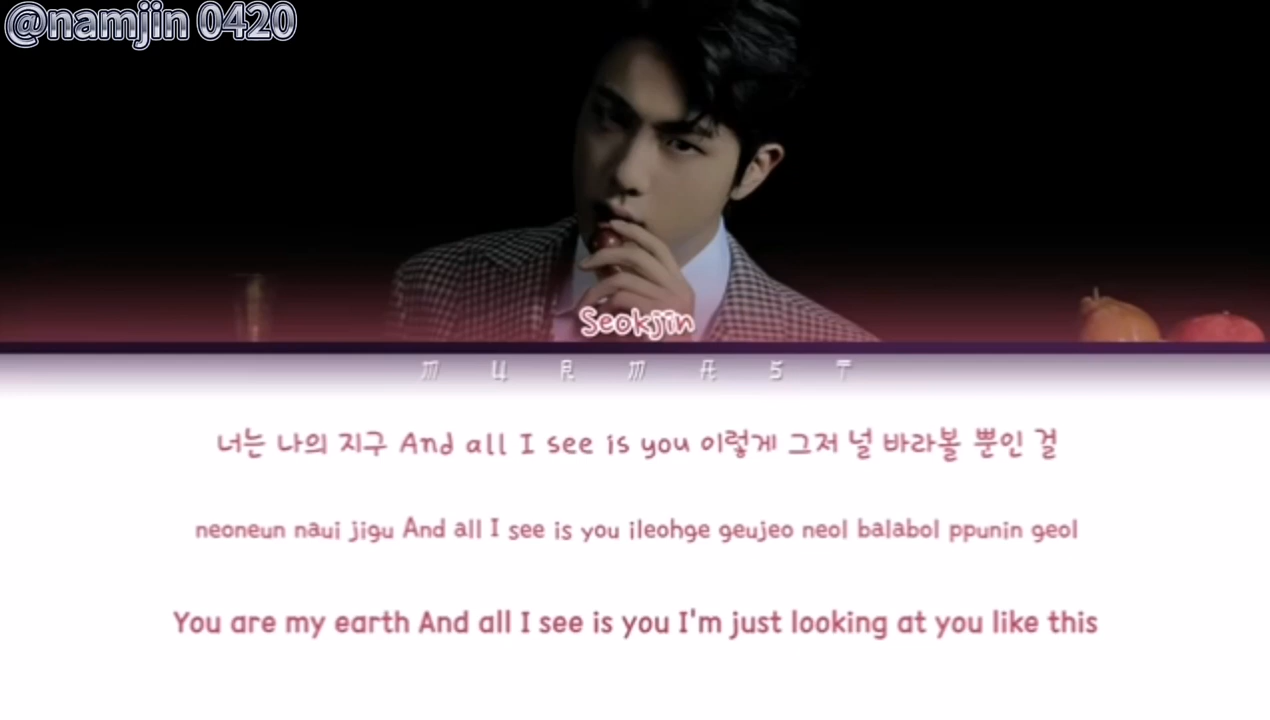 @namjin 0420
Seokjin
MURMAST
너는 나의 지구 And all I see is you 이렇게 그저 널 바라볼 뿐인 걸
neoneun naui jigu And all I see is you ileohge geujeo neol balabol ppunin geol
You are my earth And all I see is you I'm just looking at you like this